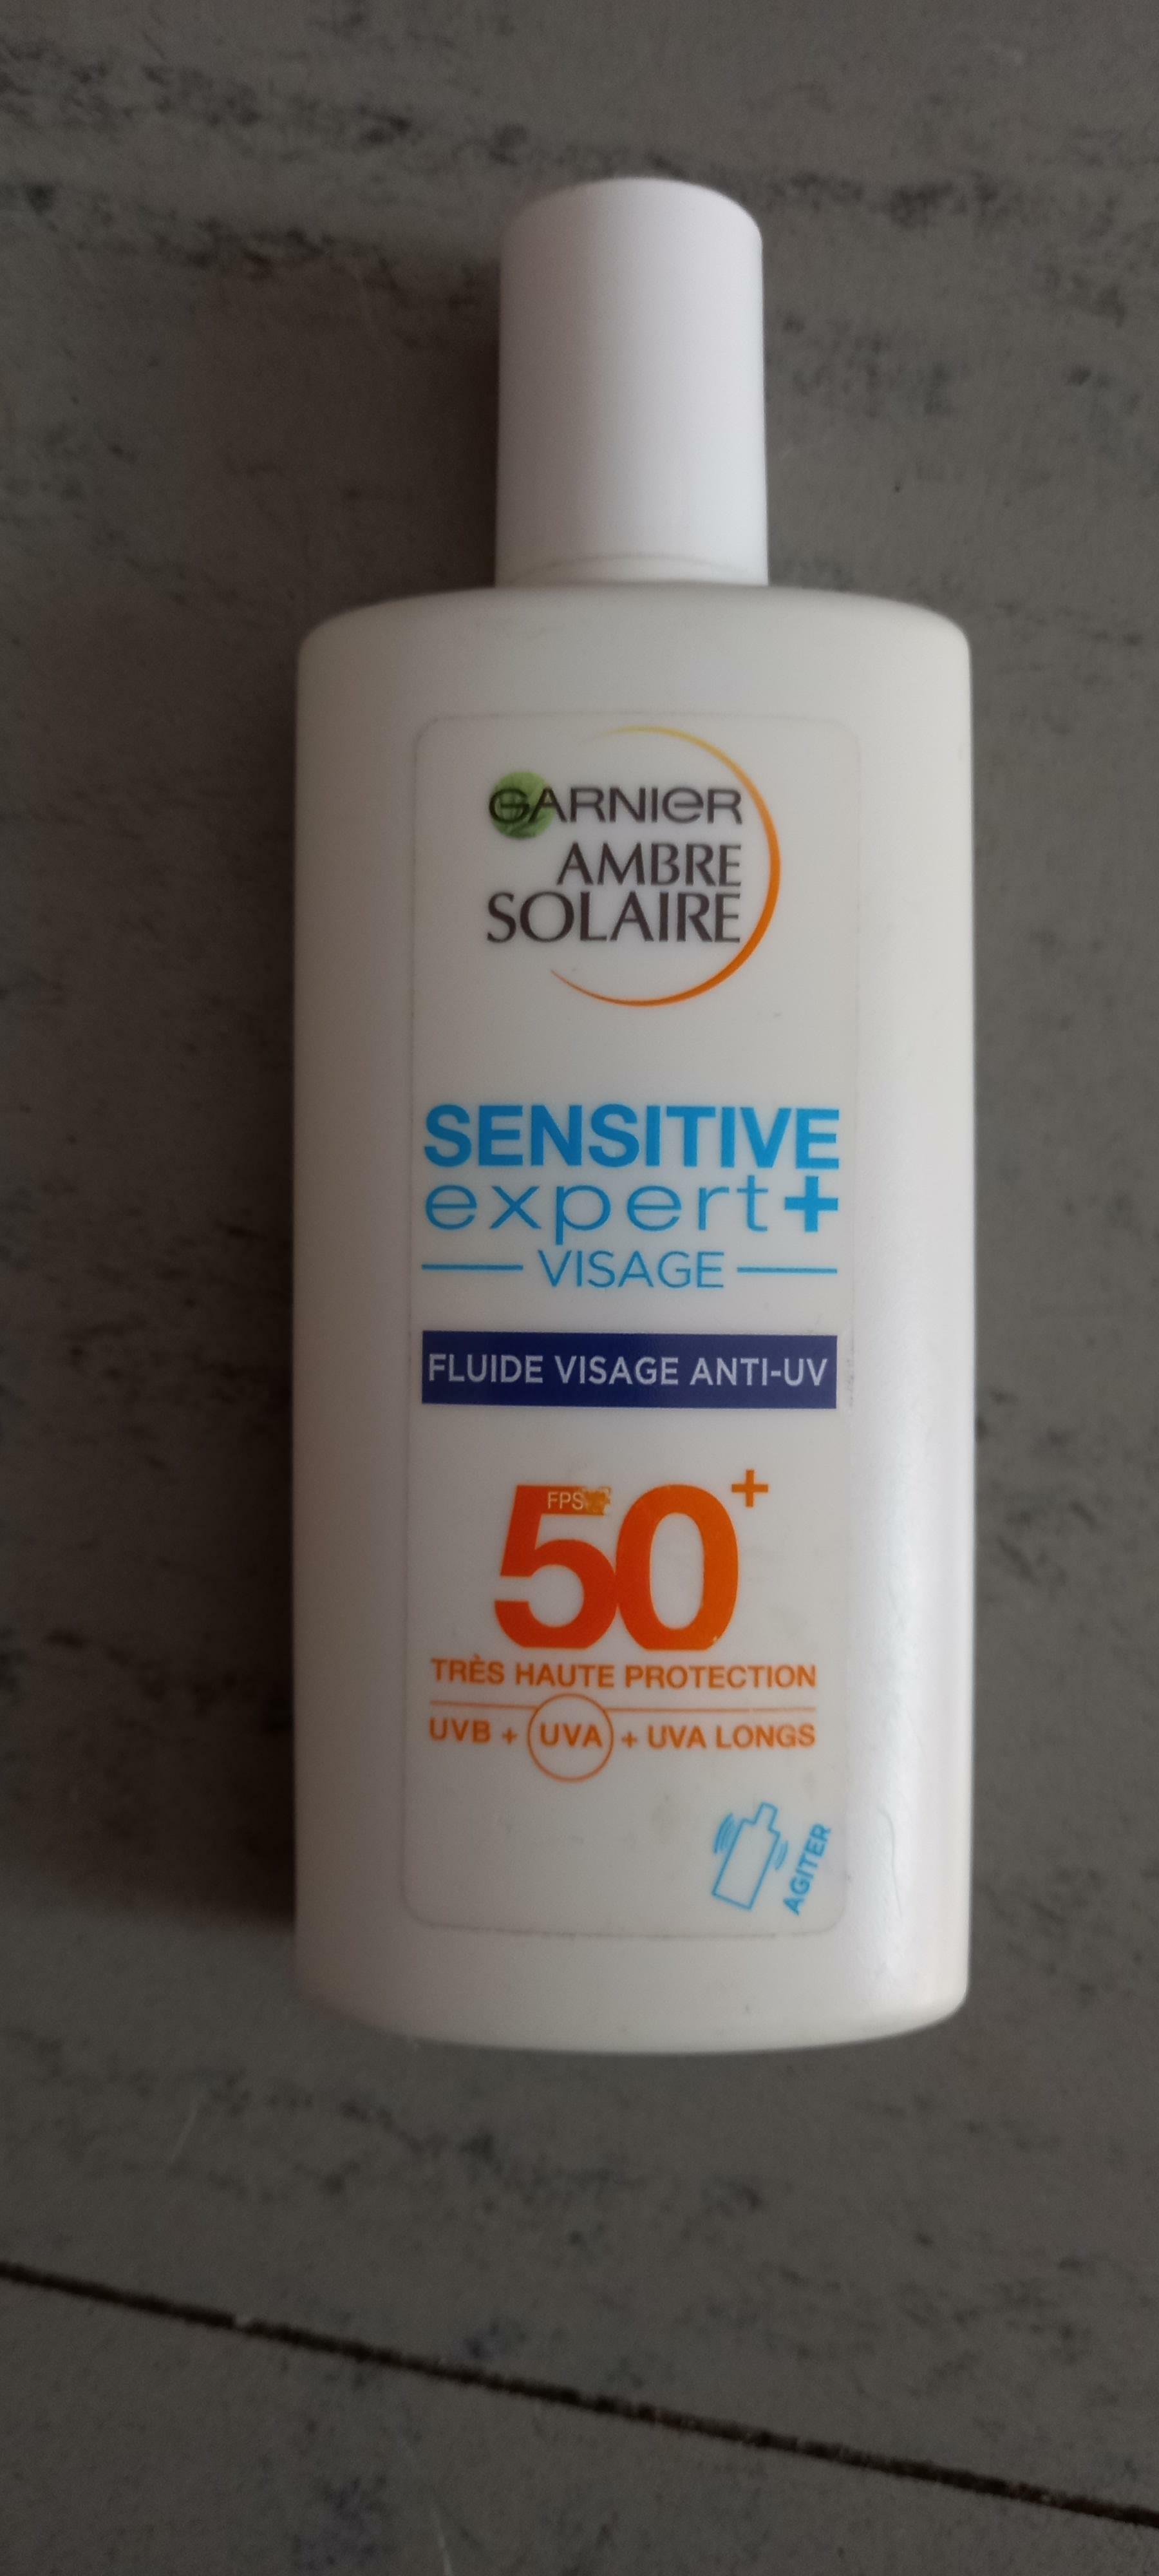 GARNIER
AMBRE
SOLAIRE
SENSITIVE
expert+
VISAGE
FLUIDE VISAGE ANTI-UV
FPS
50+
TRÈS HAUTE PROTECTION
UVB + UVA + UVA LONGS
AGITER